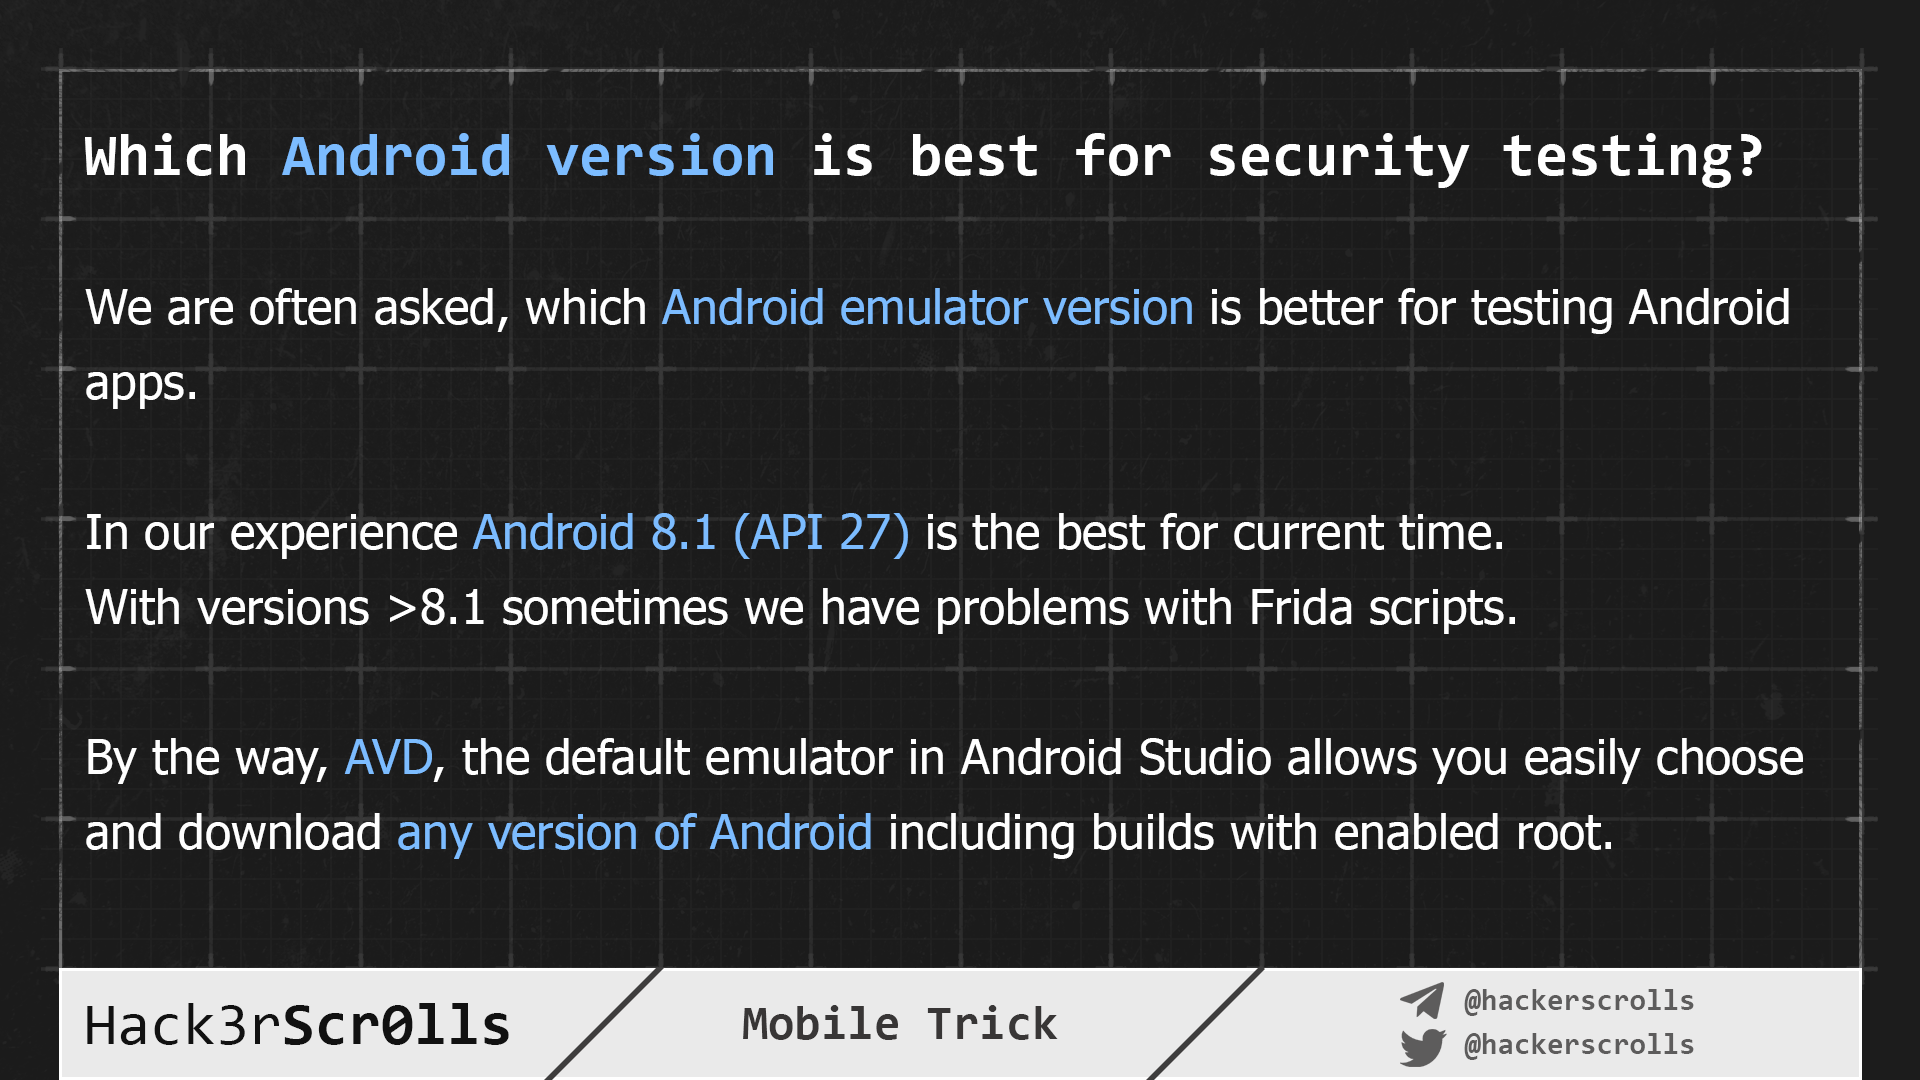 Which Android version is best for security testing?
We are often asked, which Android emulator version is better for testing Android
apps.
In our experience Android 8.1 (API 27) is the best for current time.
With versions >8.1 sometimes we have problems with Frida scripts.
By the way, AVD, the default emulator in Android Studio allows you easily choose
and download any version of Android including builds with enabled root.
Hack3rScr0lls
Mobile Trick
@hackerscrolls
@hackerscrolls